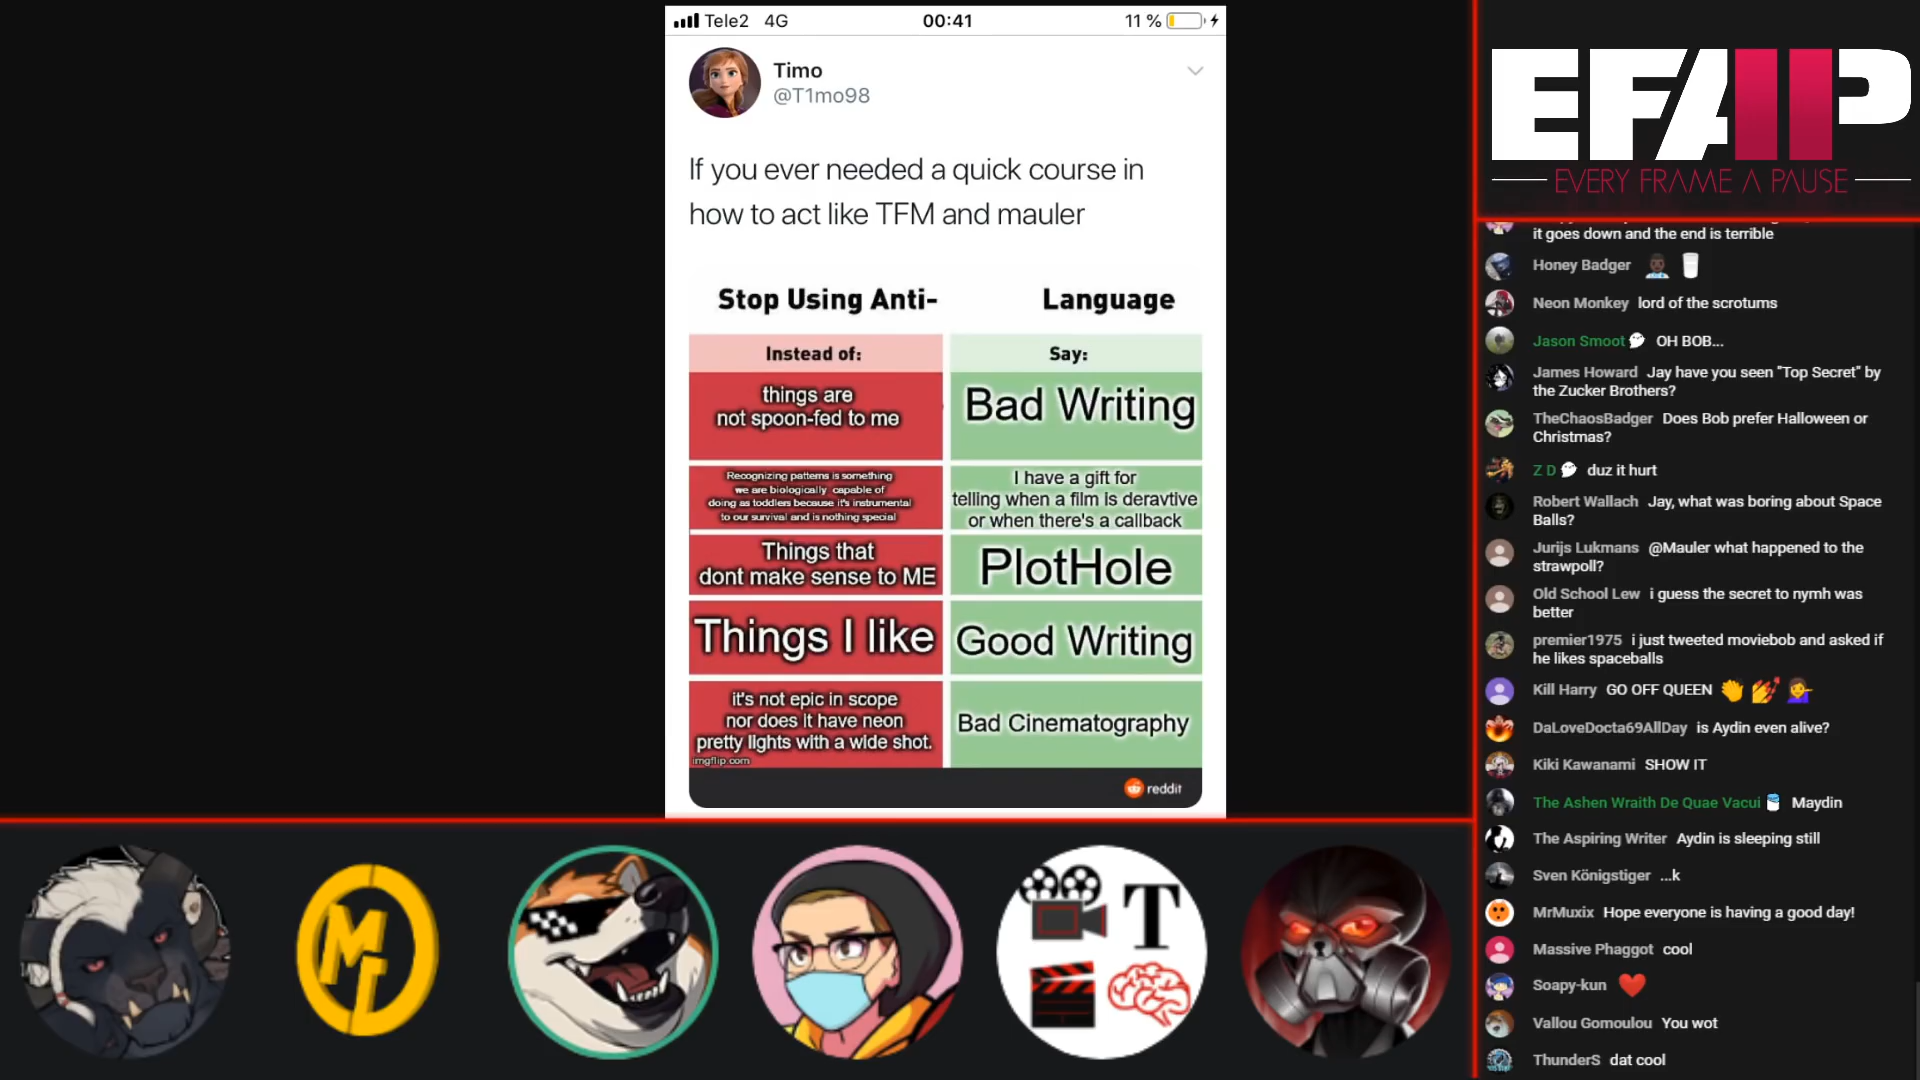 Tele2 4G 00:41 11 %
Timo
@T1mo98
If you ever needed a quick course in
how to act like TFM and mauler
Stop Using Anti- Language
Instead of: Say:
things are
not spoon-fed to me
Bad Writing
Recognizing patterns is something
we are biologically capable of
doing as toddlers because it's instrumental
to our survival and is nothing special
I have a gift for
telling when a film is deravtive
or when there's a callback
Things that
dont make sense to ME
PlotHole
Things I like
Good Writing
it's not epic in scope
nor does it have neon
pretty lights with a wide shot.
Bad Cinematography
imgflip.com
reddit
EFAP
EVERY FRAME A PAUSE
it goes down and the end is terrible
Honey Badger
Neon Monkey lord of the scrotums
Jason Smoot OH BOB...
James Howard Jay have you seen "Top Secret" by
the Zucker Brothers?
TheChaosBadger Does Bob prefer Halloween or
Christmas?
Z D duz it hurt
Robert Wallach Jay, what was boring about Space
Balls?
Jurijs Lukmans @Mauler what happened to the
strawpoll?
Old School Lew i guess the secret to nymh was
better
premier1975 i just tweeted moviebob and asked if
he likes spaceballs
Kill Harry GO OFF QUEEN
DaLoveDocta69AllDay is Aydin even alive?
Kiki Kawanami SHOW IT
The Ashen Wraith De Quae Vacui Maydin
The Aspiring Writer Aydin is sleeping still
Sven Königstiger ...k
MrMuxix Hope everyone is having a good day!
Massive Phaggot cool
Soapy-kun
Vallou Gomoulou You wot
ThunderS dat cool
T